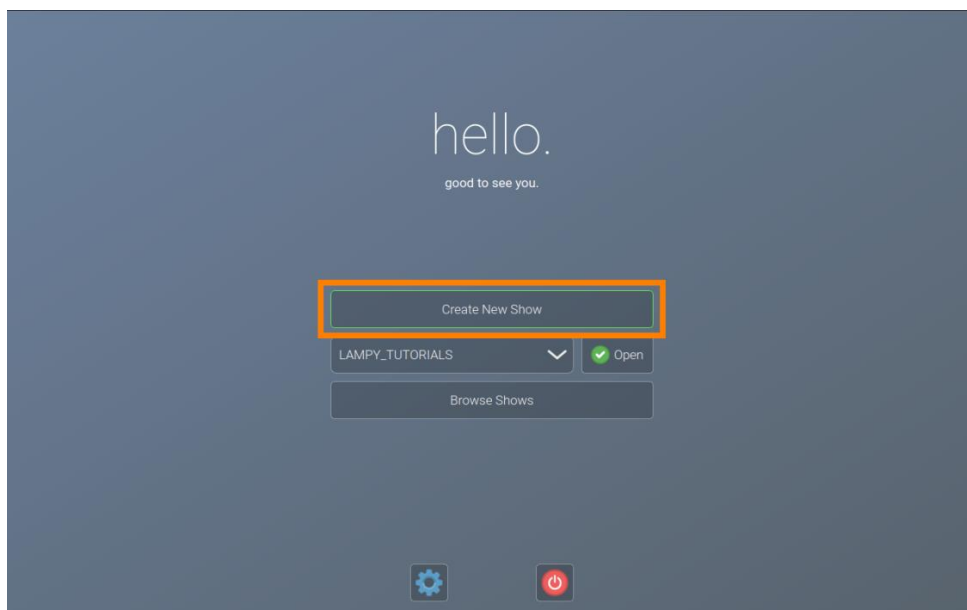 hello.
good to see you.
Create New Show
LAMPY_TUTORIALS
Open
Browse Shows